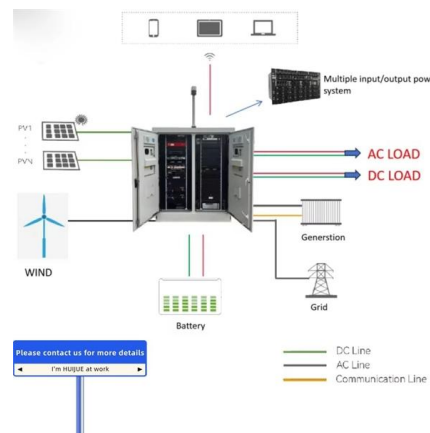 Multiple input/output pow
system
PV1
PVN
AC LOAD
DC LOAD
WIND
Generstion
Grid
Battery
Please contact us for more details
I'm HUIJUE at work
DC Line
AC Line
Communication Line